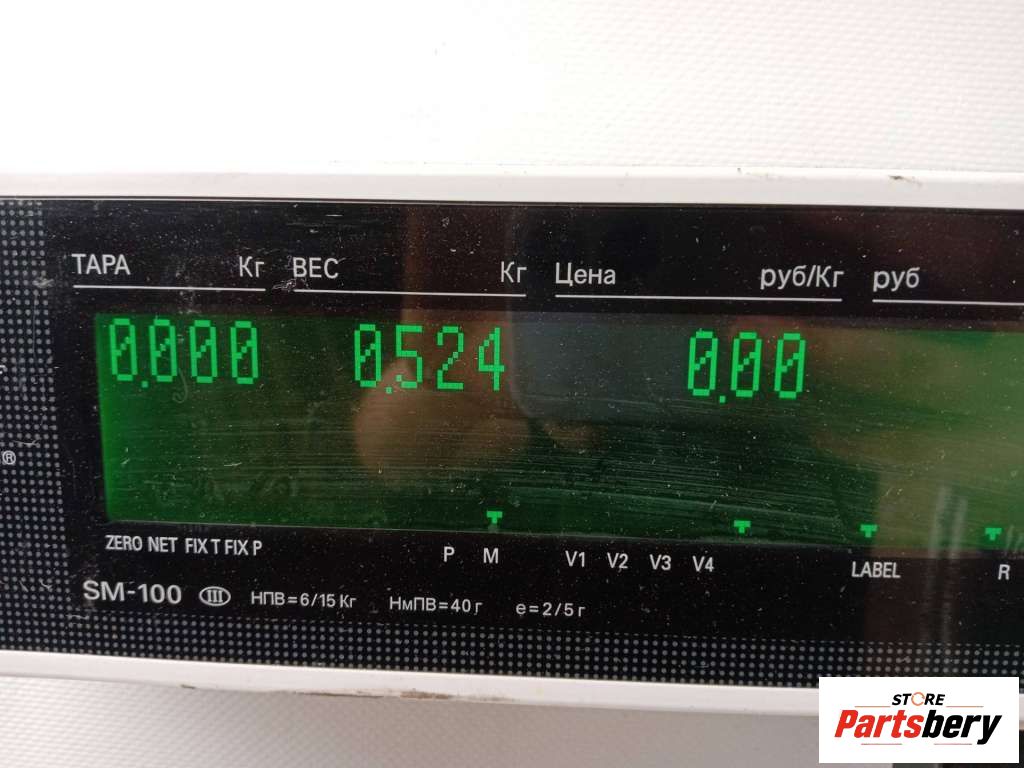 ТАРА Кг ВЕС Кг Цена руб/Кг руб
0.000 0.524 0.00
®
ZERO NET FIX T FIX P P M V1 V2 V3 V4 LABEL R
SM-100 III НПВ=6/15 Кг НмПВ=40 г e=2/5 г
STORE
Partsbery